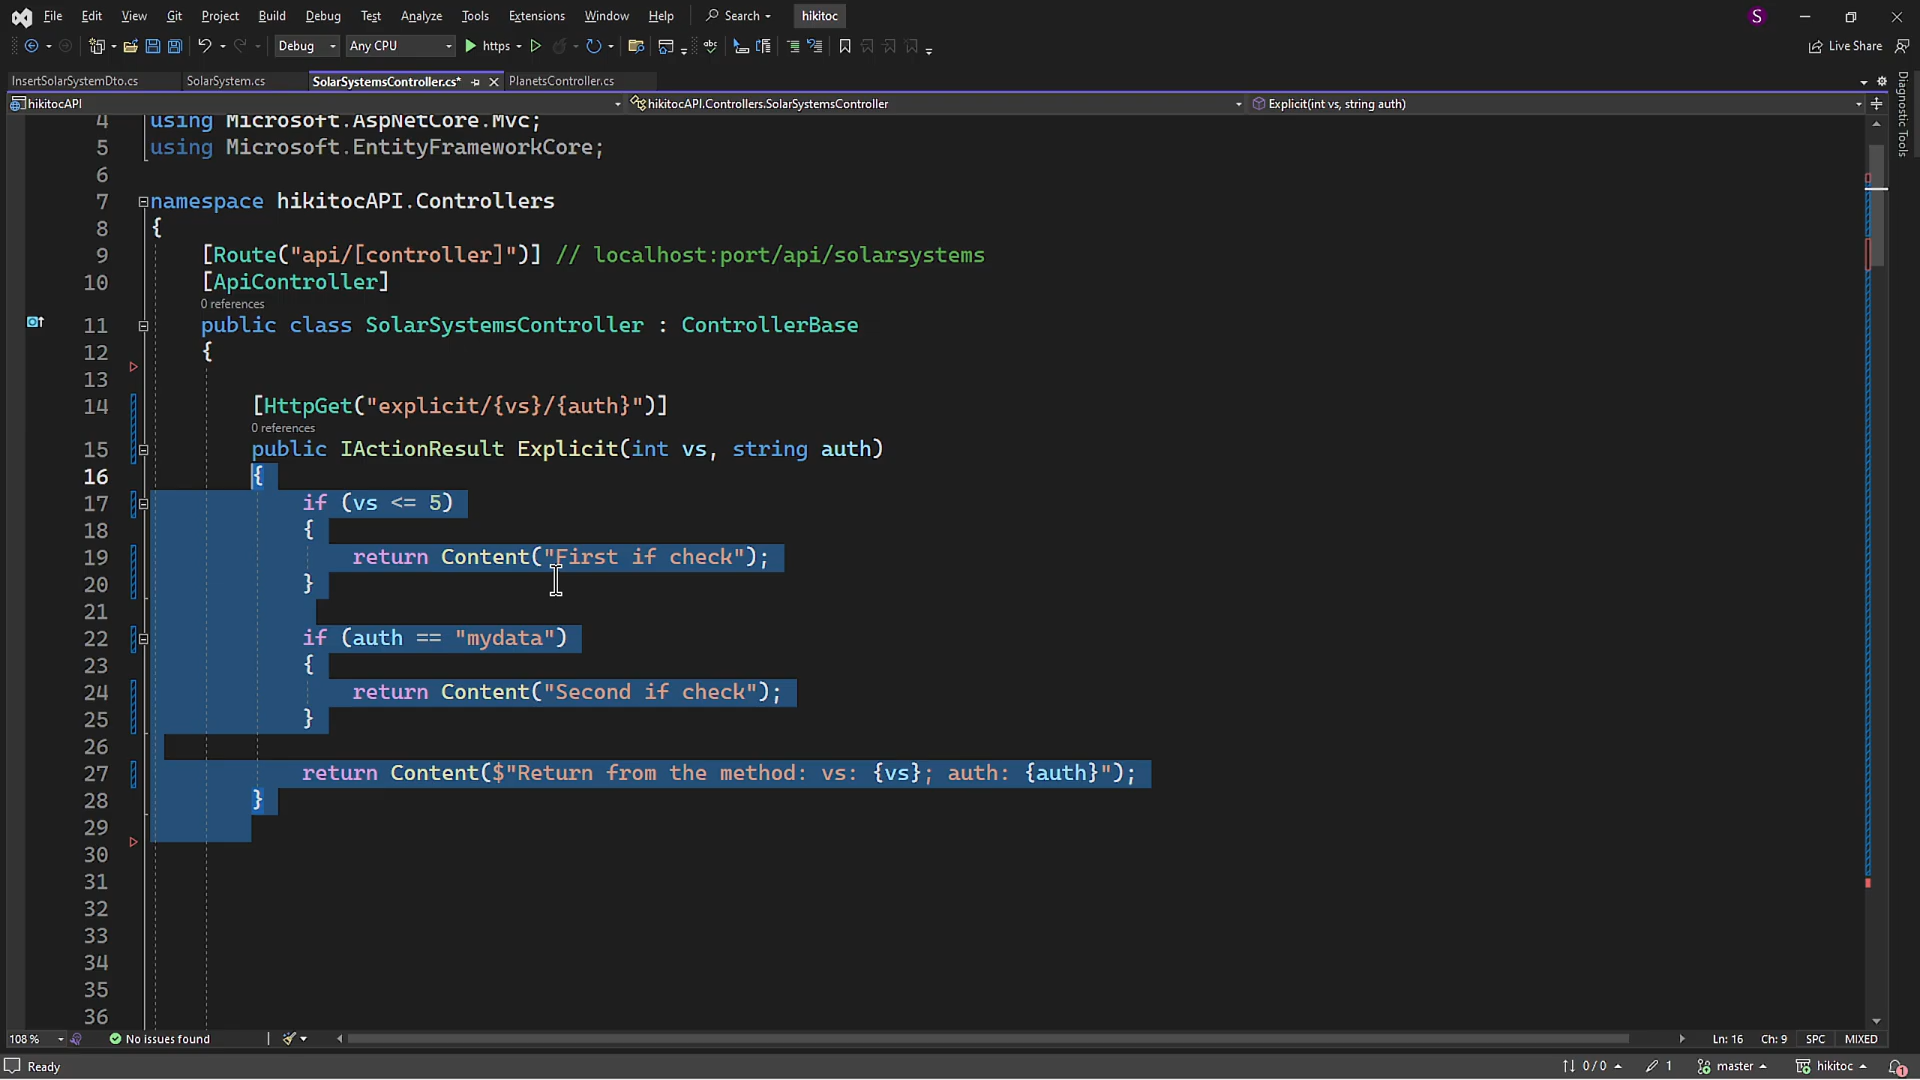 File Edit View Git Project Build Debug Test Analyze Tools Extensions Window Help Search hikitoc S
Debug Any CPU https Live Share
InsertSolarSystemDto.cs SolarSystem.cs SolarSystemsController.cs* PlanetsController.cs
hikitocAPI hikitocAPI.Controllers.SolarSystemsController Explicit(int vs, string auth)
Diagnostic Tools
4 using Microsoft.AspNetCore.Mvc;
5 using Microsoft.EntityFrameworkCore;
6
7 namespace hikitocAPI.Controllers
8 {
9 [Route("api/[controller]")] // localhost:port/api/solarsystems
10 [ApiController]
0 references
11 public class SolarSystemsController : ControllerBase
12 {
13
14 [HttpGet("explicit/{vs}/{auth}")]
0 references
15 public IActionResult Explicit(int vs, string auth)
16 {
17 if (vs <= 5)
18 {
19 return Content("First if check");
20 }
21
22 if (auth == "mydata")
23 {
24 return Content("Second if check");
25 }
26
27 return Content($"Return from the method: vs: {vs}; auth: {auth}");
28 }
29
30
31
32
33
34
35
36
108 % No issues found Ln: 16 Ch: 9 SPC MIXED
Ready 0 / 0 1 master hikitoc 1